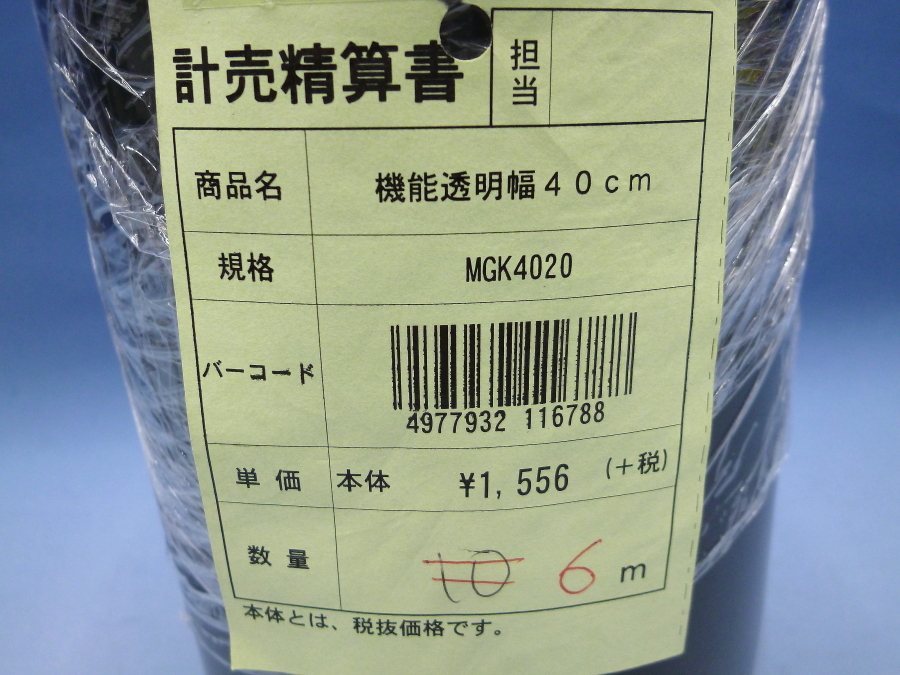 計売精算書 担当
商品名 機能透明幅40cm
規格 MGK4020
バーコード
4977932 116788
単価 本体 ¥1,556 (+税)
数量 10 6 m
本体とは、税抜価格です。